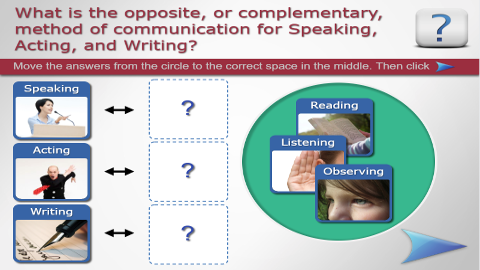 What is the opposite, or complementary,
method of communication for Speaking,
Acting, and Writing?
?
Move the answers from the circle to the correct space in the middle. Then click
Speaking
?
Acting
?
Writing
?
Reading
Listening
Observing